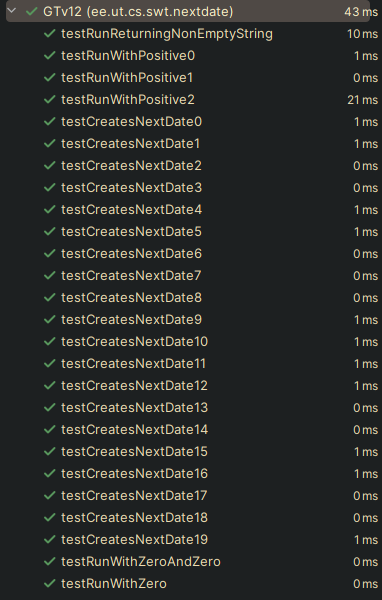 GTv12 (ee.ut.cs.swt.nextdate) 43 ms
testRunReturningNonEmptyString 10 ms
testRunWithPositive0 1 ms
testRunWithPositive1 0 ms
testRunWithPositive2 21 ms
testCreatesNextDate0 1 ms
testCreatesNextDate1 1 ms
testCreatesNextDate2 0 ms
testCreatesNextDate3 0 ms
testCreatesNextDate4 1 ms
testCreatesNextDate5 1 ms
testCreatesNextDate6 0 ms
testCreatesNextDate7 0 ms
testCreatesNextDate8 0 ms
testCreatesNextDate9 1 ms
testCreatesNextDate10 1 ms
testCreatesNextDate11 1 ms
testCreatesNextDate12 1 ms
testCreatesNextDate13 0 ms
testCreatesNextDate14 0 ms
testCreatesNextDate15 1 ms
testCreatesNextDate16 1 ms
testCreatesNextDate17 0 ms
testCreatesNextDate18 0 ms
testCreatesNextDate19 1 ms
testRunWithZeroAndZero 0 ms
testRunWithZero 0 ms